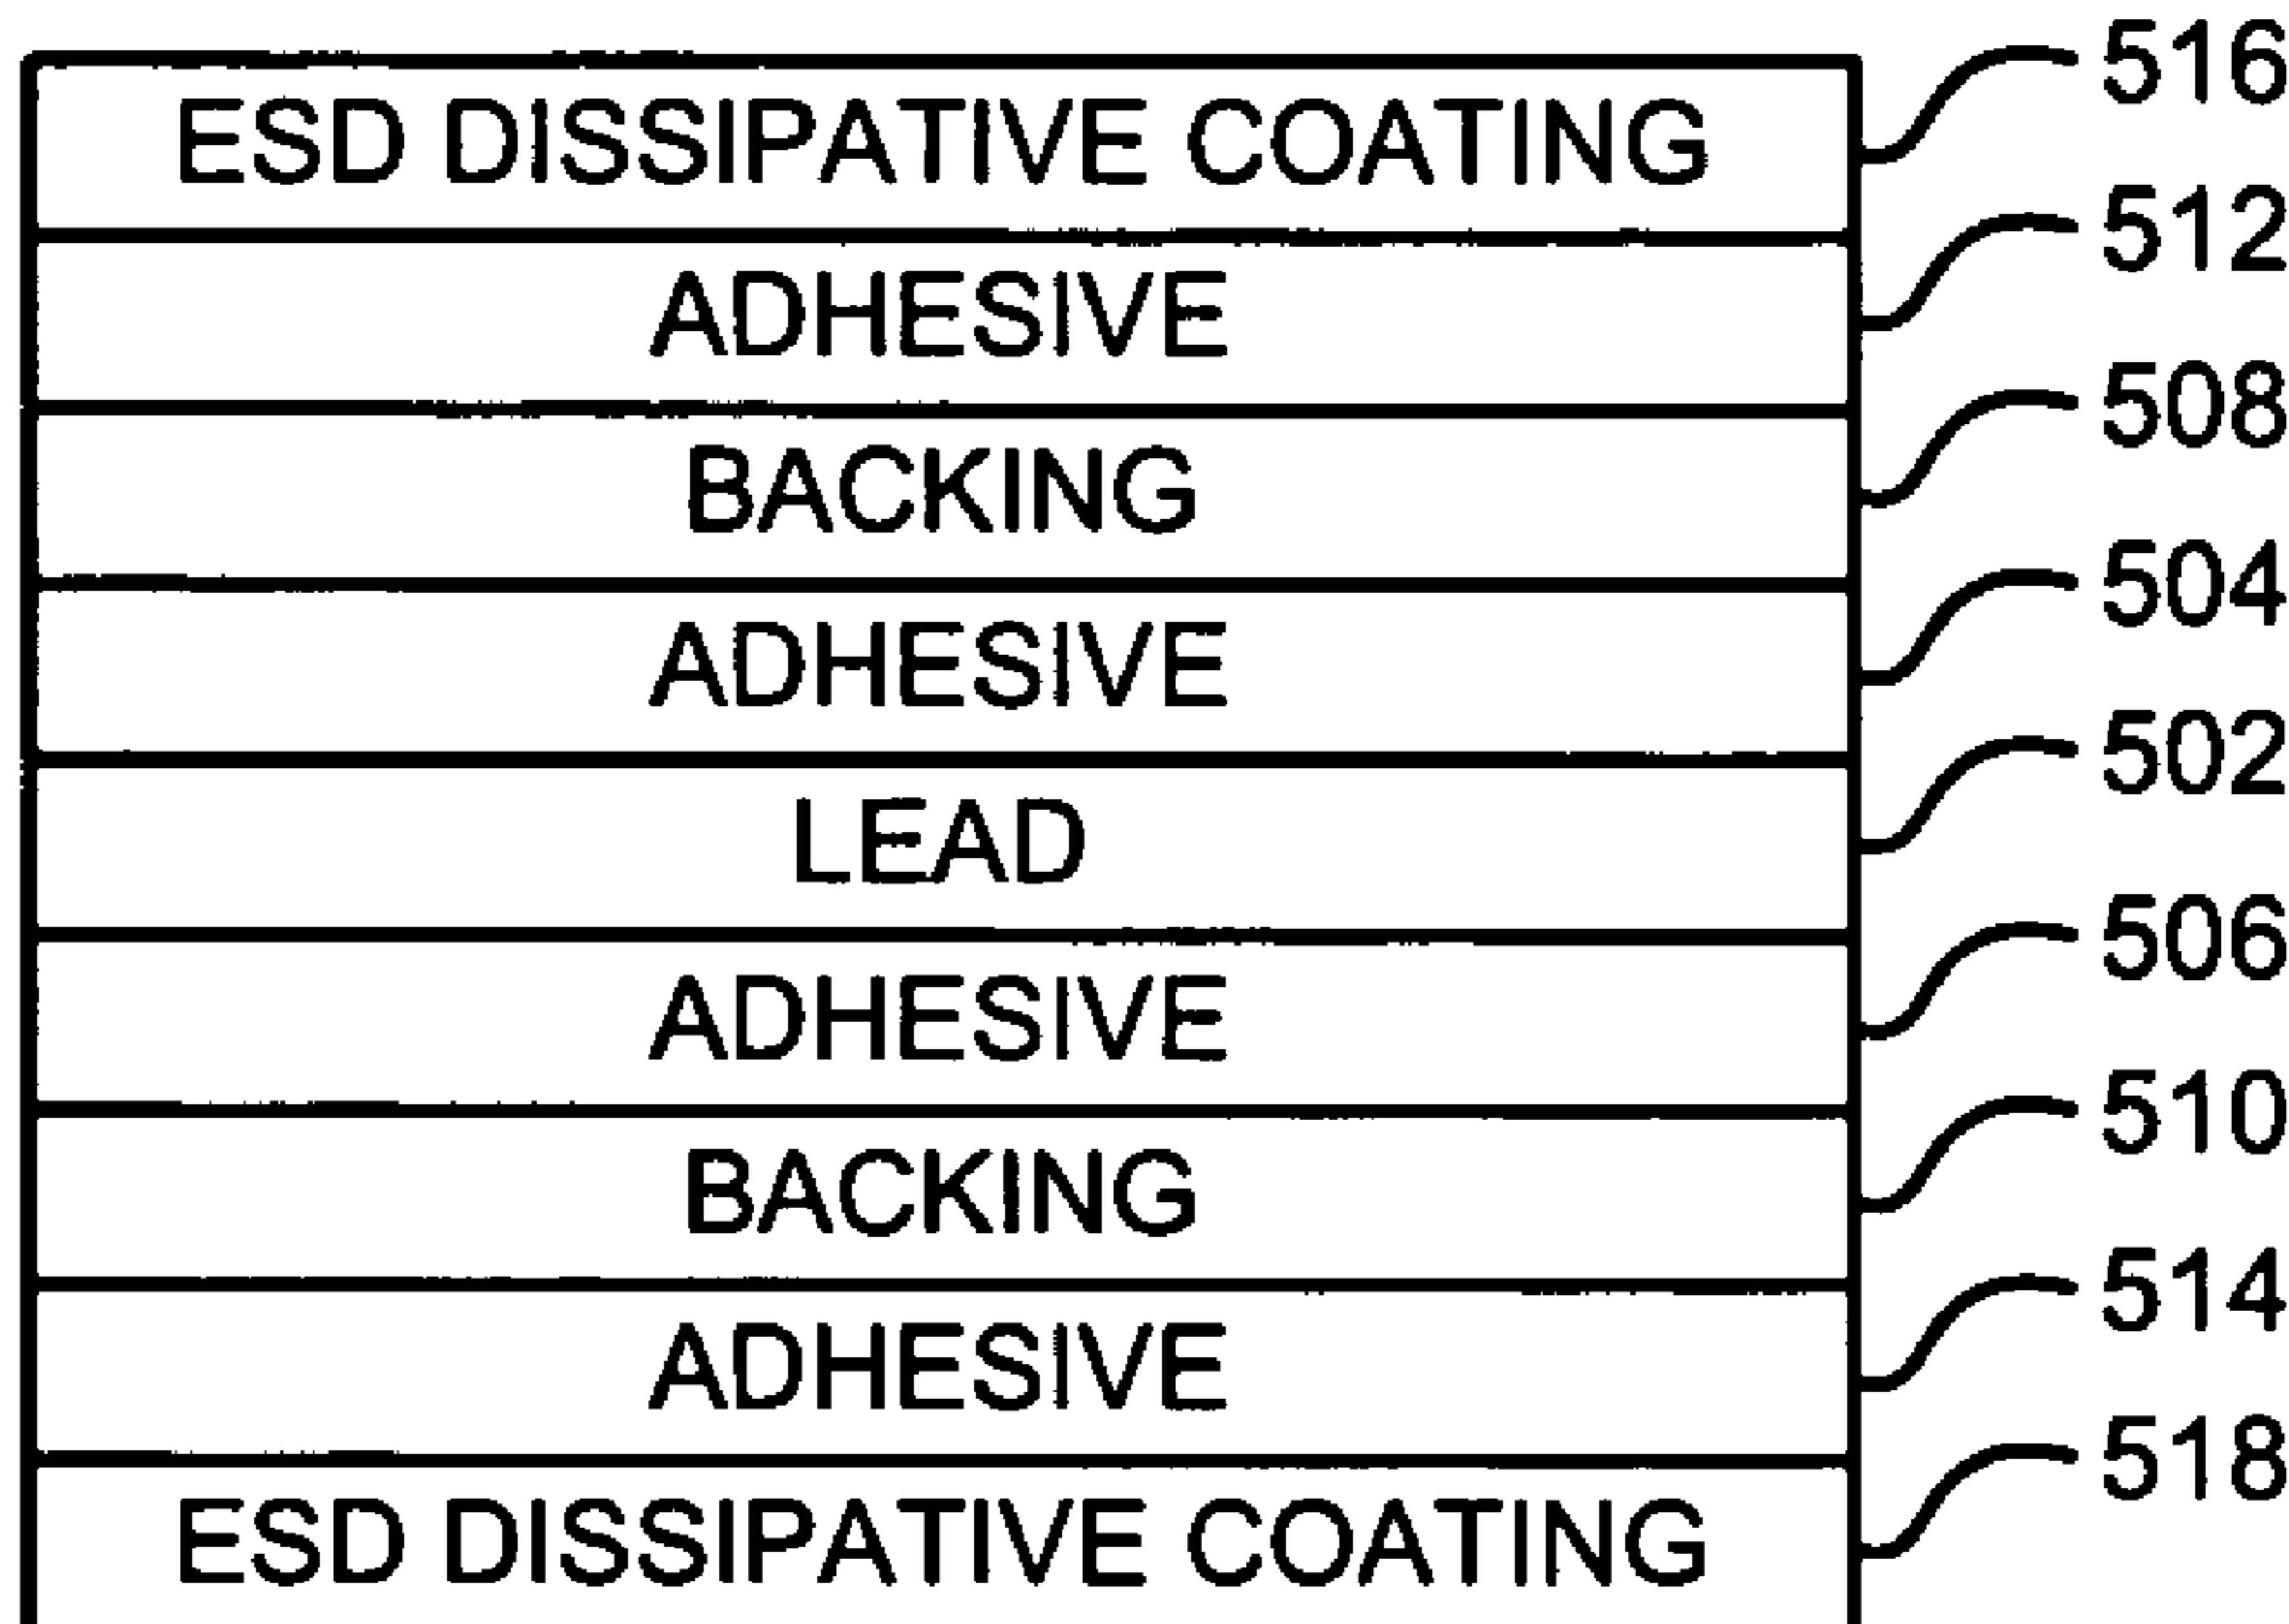 ESD DISSIPATIVE COATING 516
ADHESIVE 512
BACKING 508
ADHESIVE 504
LEAD 502
ADHESIVE 506
BACKING 510
ADHESIVE 514
ESD DISSIPATIVE COATING 518